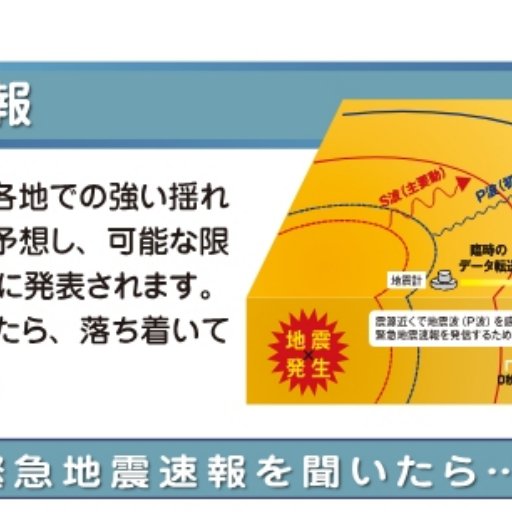 報
各地での強い揺れ
予想し、可能な限
に発表されます。
たら、落ち着いて
S波(主要動)
P波(初
臨時の
データ転送
地震計
震源近くで地震波(P波)を感
緊急地震速報を発信するため
地震
発生
0秒
緊急地震速報を聞いたら…